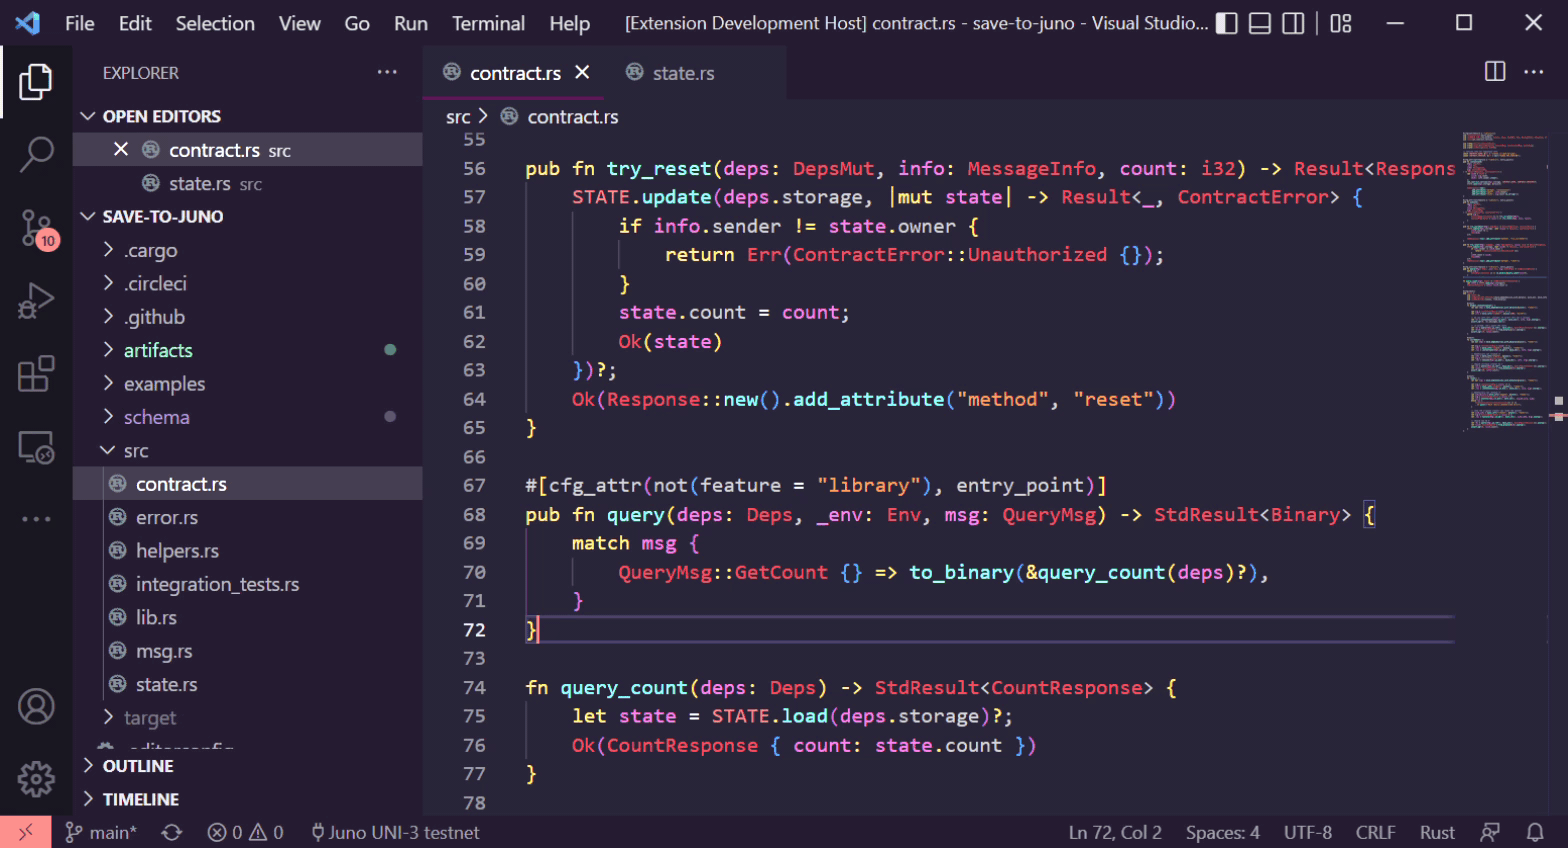 File Edit Selection View Go Run Terminal Help [Extension Development Host] contract.rs - save-to-juno - Visual Studio...
EXPLORER
OPEN EDITORS
contract.rs src
state.rs src
SAVE-TO-JUNO
.cargo
.circleci
.github
artifacts
examples
schema
src
contract.rs
error.rs
helpers.rs
integration_tests.rs
lib.rs
msg.rs
state.rs
target
OUTLINE
TIMELINE
10
contract.rs state.rs
src > contract.rs
55
56 pub fn try_reset(deps: DepsMut, info: MessageInfo, count: i32) -> Result<Respons
57 STATE.update(deps.storage, |mut state| -> Result<_, ContractError> {
58 if info.sender != state.owner {
59 return Err(ContractError::Unauthorized {});
60 }
61 state.count = count;
62 Ok(state)
63 })?;
64 Ok(Response::new().add_attribute("method", "reset"))
65 }
66
67 #[cfg_attr(not(feature = "library"), entry_point)]
68 pub fn query(deps: Deps, _env: Env, msg: QueryMsg) -> StdResult<Binary> {
69 match msg {
70 QueryMsg::GetCount {} => to_binary(&query_count(deps)?),
71 }
72 }
73
74 fn query_count(deps: Deps) -> StdResult<CountResponse> {
75 let state = STATE.load(deps.storage)?;
76 Ok(CountResponse { count: state.count })
77 }
78
main* 0 0 Juno UNI-3 testnet Ln 72, Col 2 Spaces: 4 UTF-8 CRLF Rust